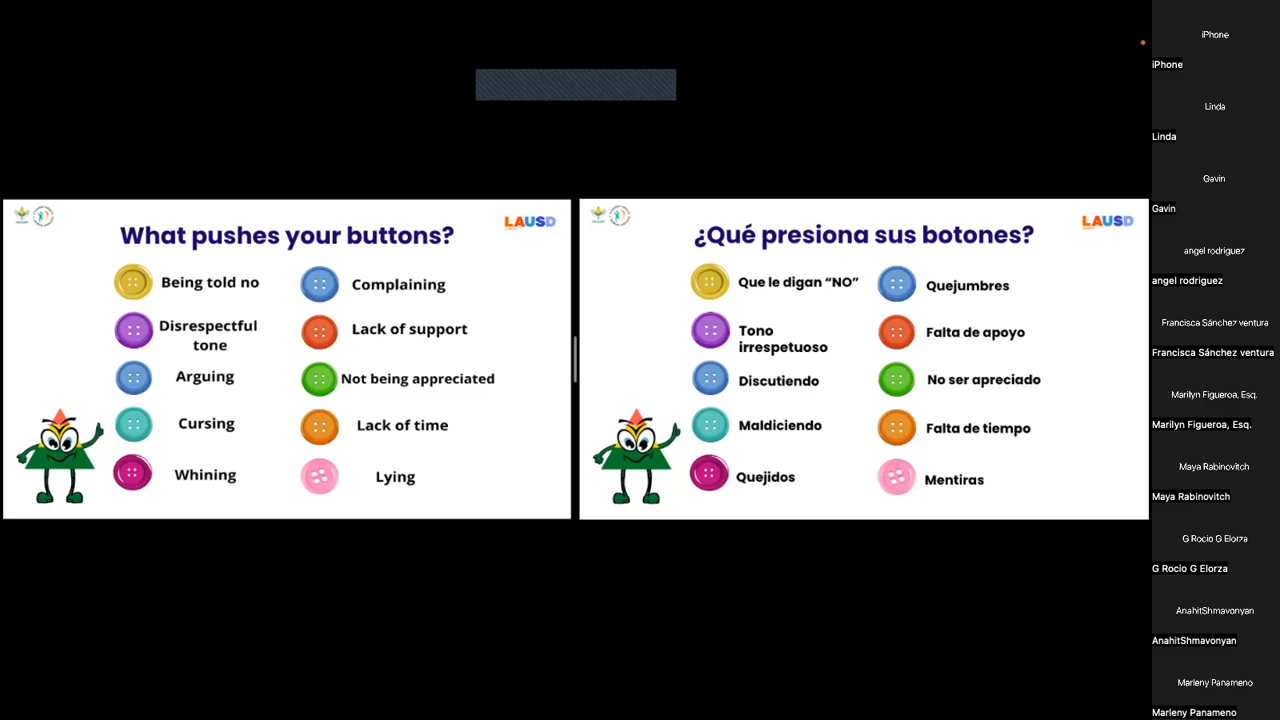 LAUSD
What pushes your buttons?
Being told no
Disrespectful
tone
Arguing
Cursing
Whining
Complaining
Lack of support
Not being appreciated
Lack of time
Lying
LAUSD
¿Qué presiona sus botones?
Que le digan “NO”
Tono
irrespetuoso
Discutiendo
Maldiciendo
Quejidos
Quejumbres
Falta de apoyo
No ser apreciado
Falta de tiempo
Mentiras
iPhone
iPhone
Linda
Linda
Gavin
Gavin
angel rodriguez
angel rodriguez
Francisca Sánchez ventura
Francisca Sánchez ventura
Marilyn Figueroa, Esq.
Marilyn Figueroa, Esq.
Maya Rabinovitch
Maya Rabinovitch
G Rocio G Elorza
G Rocio G Elorza
AnahitShmavonyan
AnahitShmavonyan
Marleny Panameno
Marleny Panameno